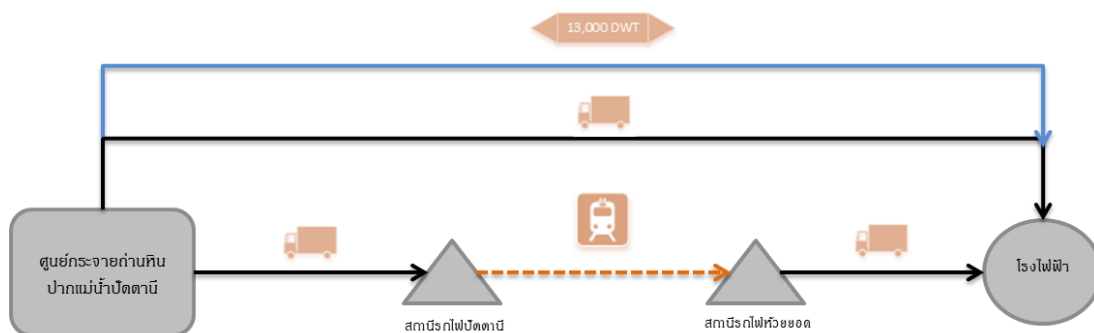 13,000 DWT
ศูนย์กระจายถ่านหิน
ปากแม่น้ำปัตตานี
โรงไฟฟ้า
สถานีรถไฟปัตตานี
สถานีรถไฟห้วยยอด